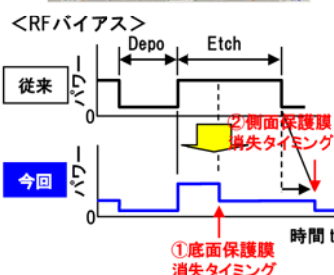 ＜RFバイアス＞
Depo
Etch
従来
パワー
0
②側面保護膜
消失タイミング
今回
パワー
0
時間 t
①底面保護膜
消失タイミング